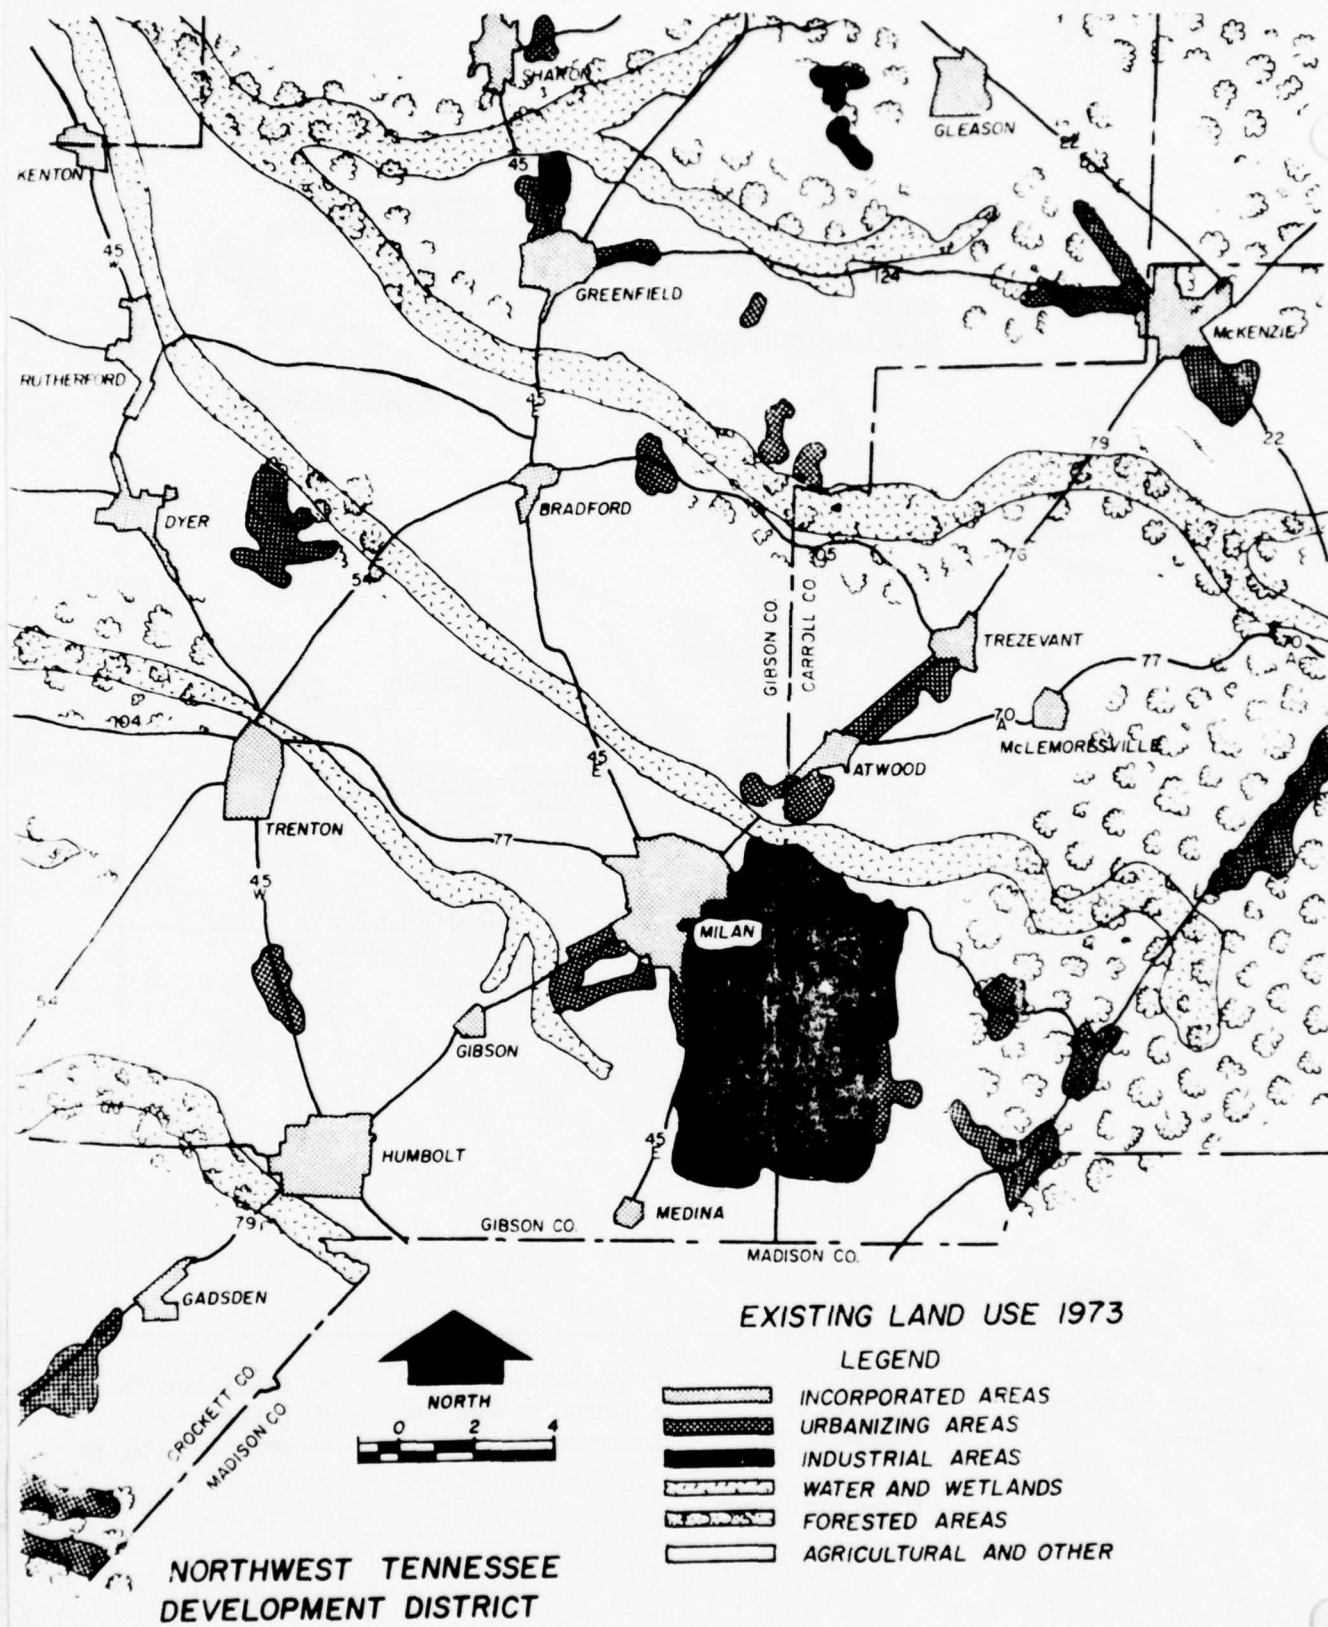 SHARON
GLEASON
22
KENTON
45
45
W
124
GREENFIELD
McKENZIE
RUTHERFORD
45
E
79
22
BRADFORD
DYER
105
54
76
GIBSON CO.
CARROLL CO
TREZEVANT
70
A
77
104
70
A
McLEMORESVILLE
45
E
ATWOOD
TRENTON
77
45
W
MILAN
54
GIBSON
HUMBOLT
45
E
MEDINA
79
GIBSON CO.
MADISON CO.
GADSDEN
CROCKETT CO.
MADISON CO.
NORTH
0 2 4
EXISTING LAND USE 1973
LEGEND
INCORPORATED AREAS
URBANIZING AREAS
INDUSTRIAL AREAS
WATER AND WETLANDS
FORESTED AREAS
AGRICULTURAL AND OTHER
NORTHWEST TENNESSEE
DEVELOPMENT DISTRICT